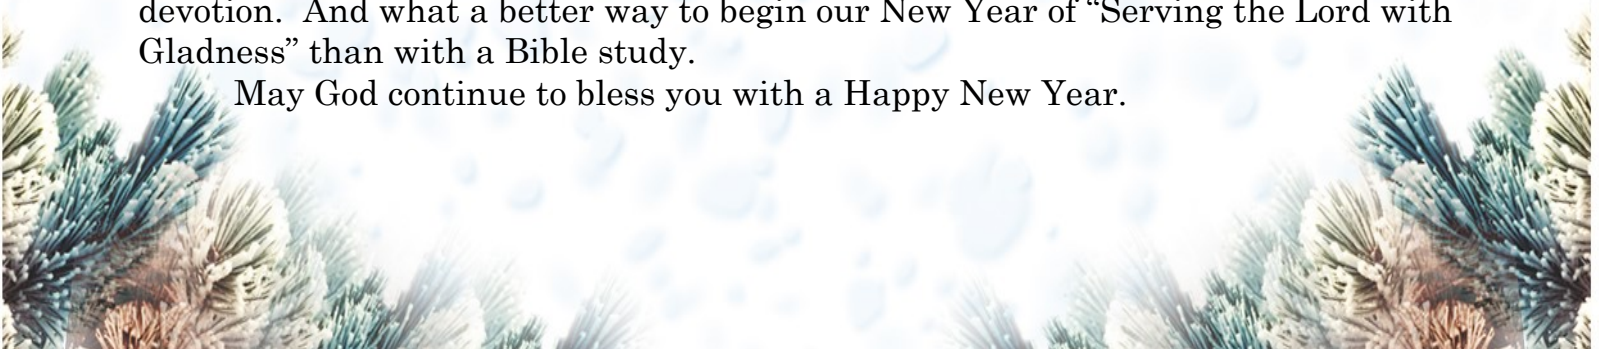 devotion.  And what a better way to begin our New Year of “Serving the Lord with
Gladness” than with a Bible study.
May God continue to bless you with a Happy New Year.